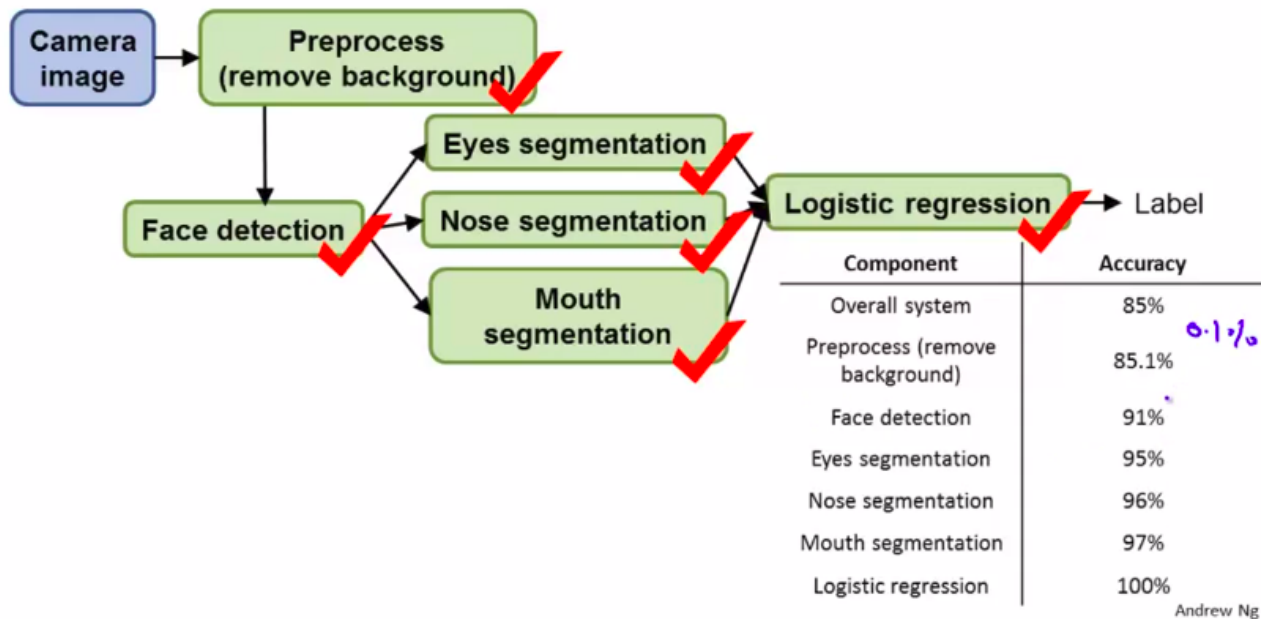 Camera
image
Preprocess
(remove background)
Eyes segmentation
Face detection
Nose segmentation
Mouth
segmentation
Logistic regression
Label
Component Accuracy
Overall system 85%
0.1%
Preprocess (remove
background) 85.1%
Face detection 91%
Eyes segmentation 95%
Nose segmentation 96%
Mouth segmentation 97%
Logistic regression 100%
Andrew Ng